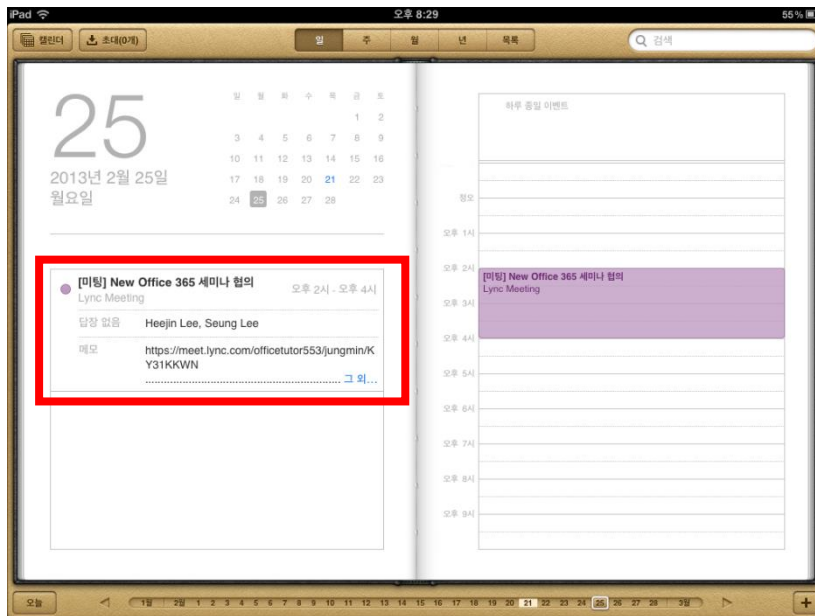 iPad 오후 8:29 55%
캘린더 초대(0개) 일 주 월 년 목록 검색
25
2013년 2월 25일
월요일
일 월 화 수 목 금 토
1 2
3 4 5 6 7 8 9
10 11 12 13 14 15 16
17 18 19 20 21 22 23
24 25 26 27 28
[미팅] New Office 365 세미나 협의 오후 2시 - 오후 4시
Lync Meeting
답장 없음 Heejin Lee, Seung Lee
메모 https://meet.lync.com/officetutor553/jungmin/K
Y31KKWN
그 외...
하루 종일 이벤트
정오
오후 1시
오후 2시
[미팅] New Office 365 세미나 협의
Lync Meeting
오후 3시
오후 4시
오후 5시
오후 6시
오후 7시
오후 8시
오후 9시
오늘 1월 2월 1 2 3 4 5 6 7 8 9 10 11 12 13 14 15 16 17 18 19 20 21 22 23 24 25 26 27 28 3월 +